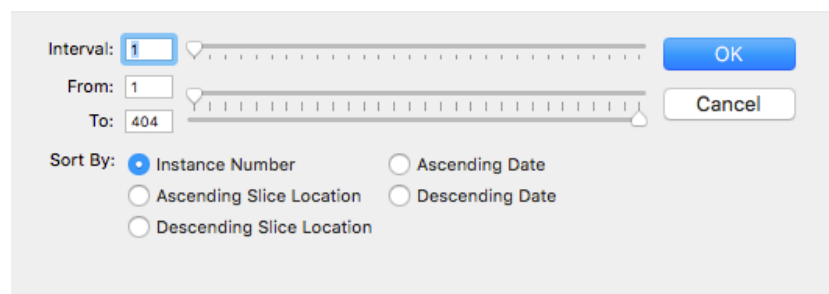 Interval: 1
OK
From: 1
Cancel
To: 404
Sort By: Instance Number Ascending Date
Ascending Slice Location Descending Date
Descending Slice Location